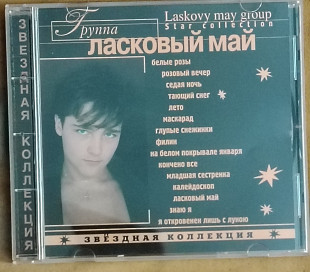 ЗВЕЗДНАЯ КОЛЛЕКЦИЯ
Группа
Laskovy may group
Star Collection
ЛАСКОВЫЙ МАЙ
белые розы
розовый вечер
седая ночь
тающий снег
лето
маскарад
глупые снежинки
филин
на белом покрывале января
кончено все
младшая сестренка
калейдоскоп
ласковый май
знаю я
я откровенен лишь с луною
ЗВЁЗДНАЯ КОЛЛЕКЦИЯ